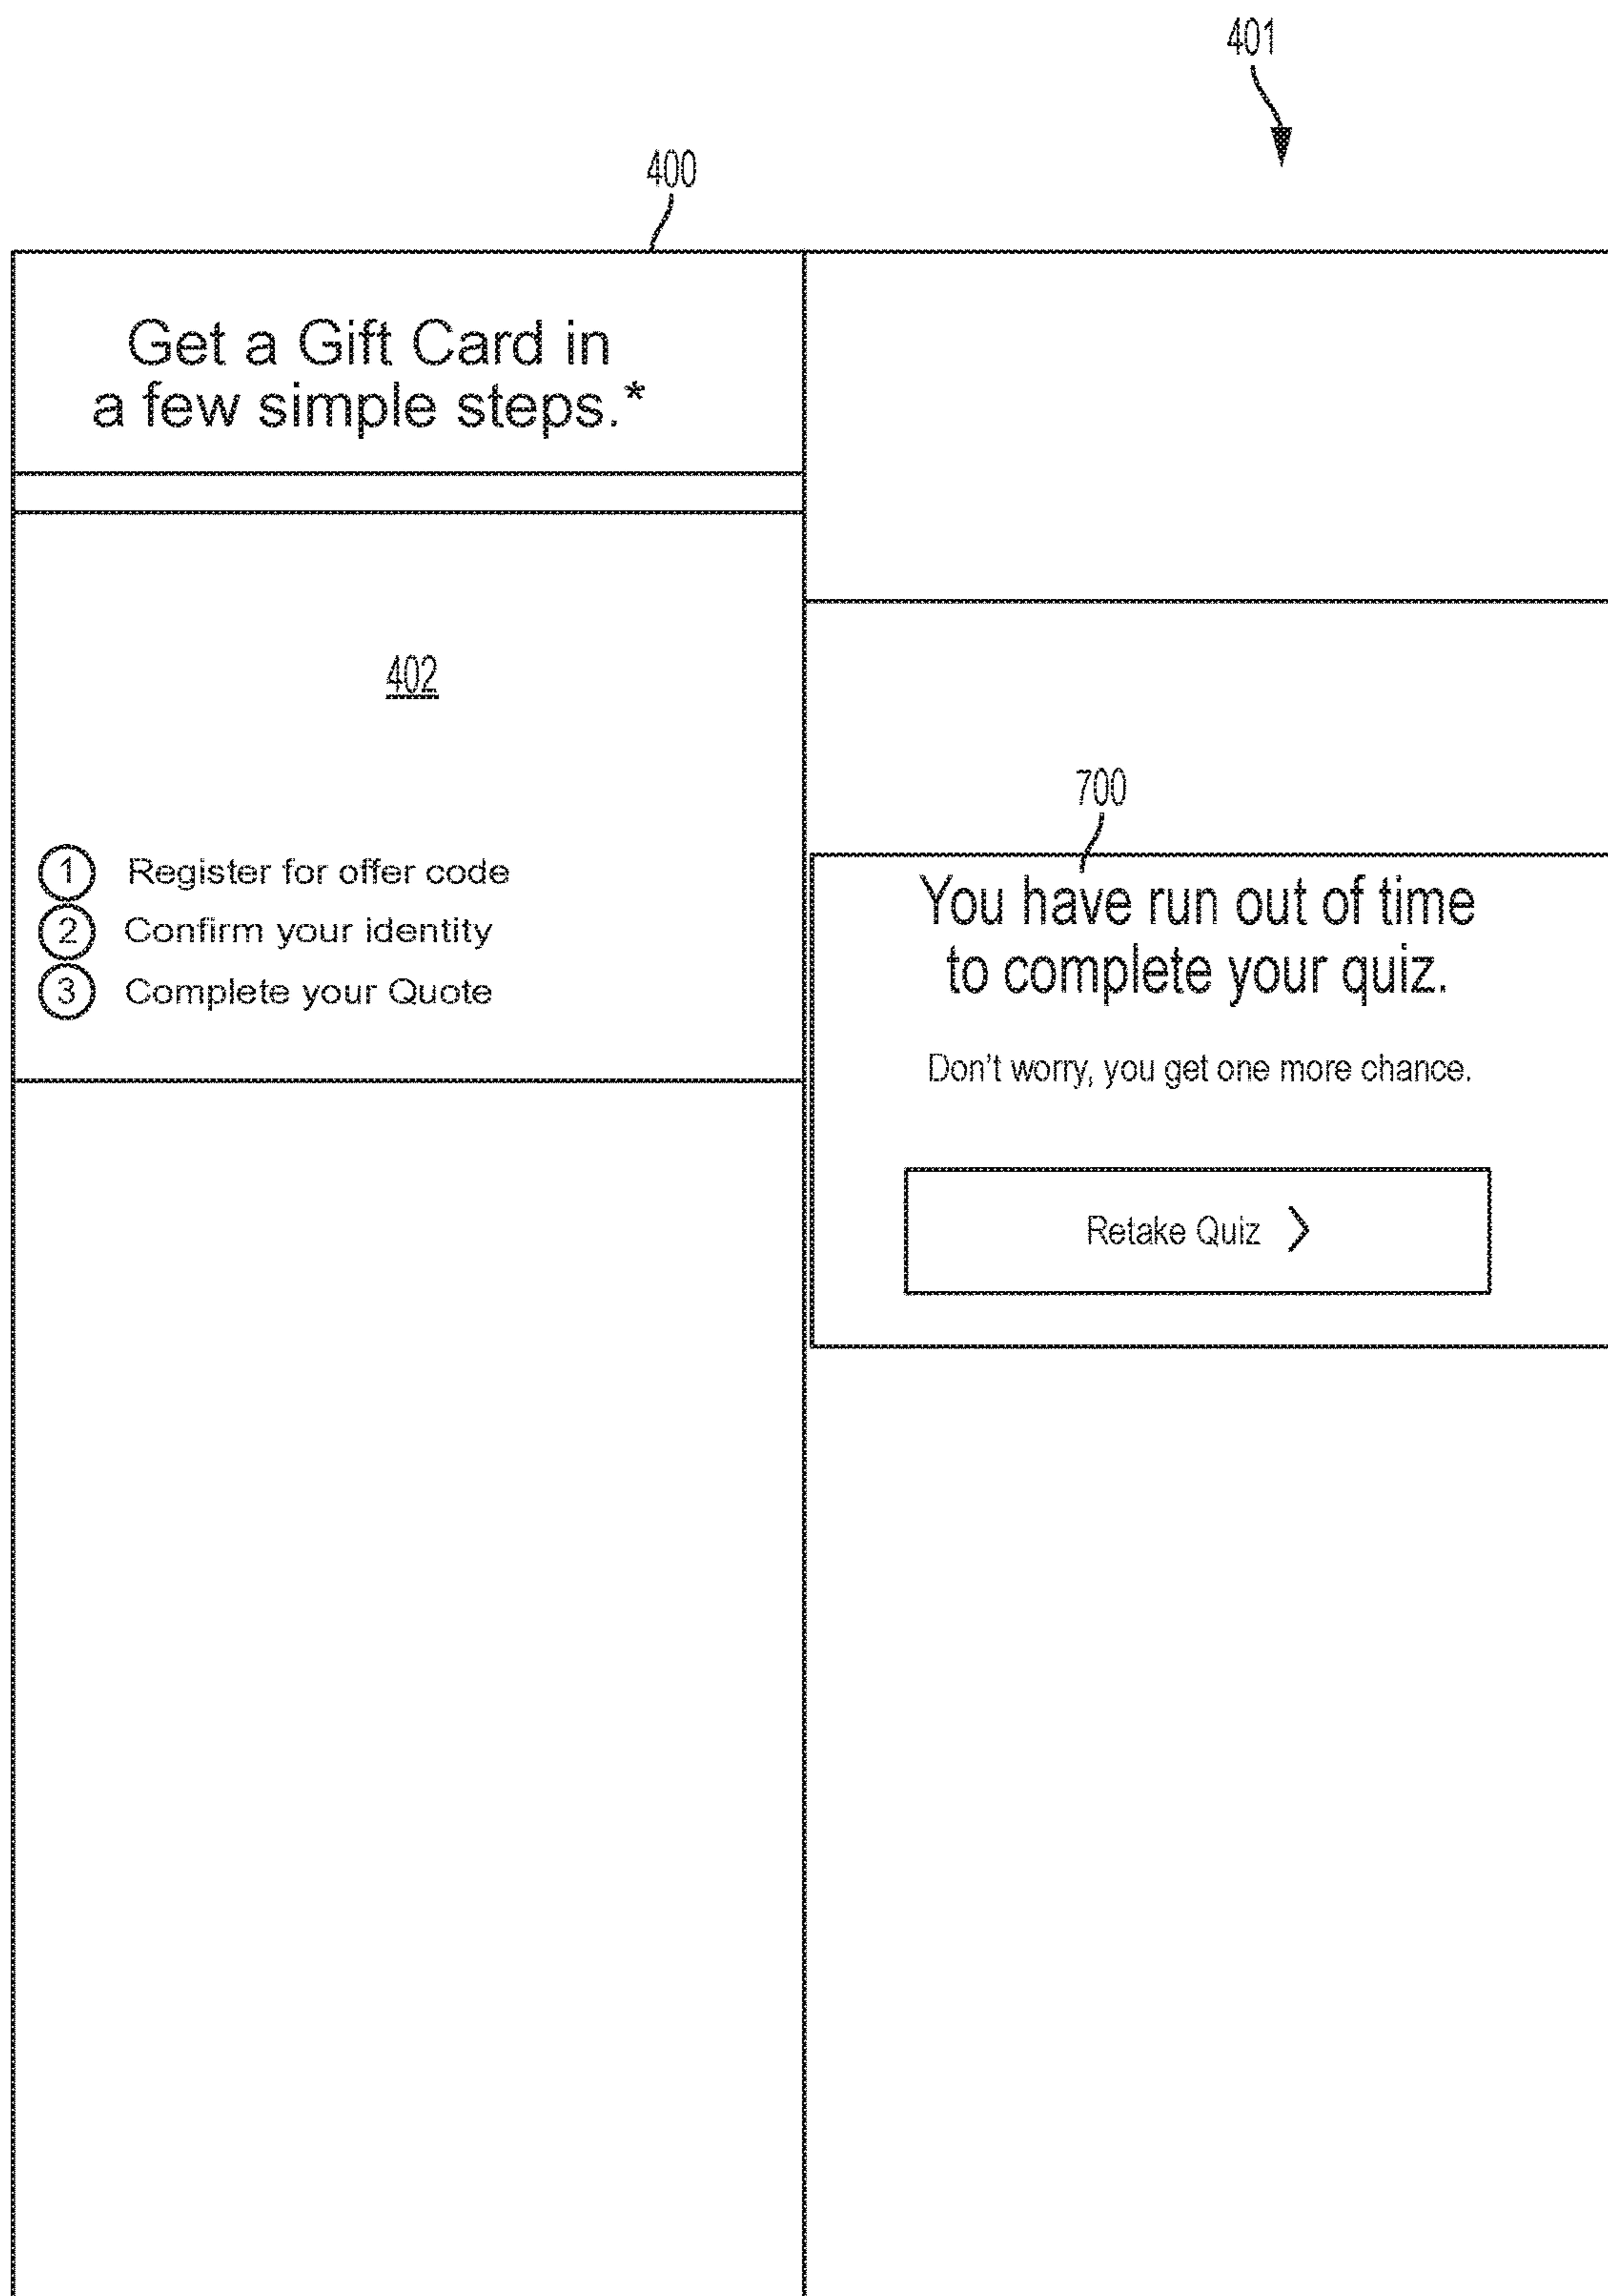 401
400
Get a Gift Card in
a few simple steps.*
402
1 Register for offer code
2 Confirm your identity
3 Complete your Quote
700
You have run out of time
to complete your quiz.
Don't worry, you get one more chance.
Retake Quiz >